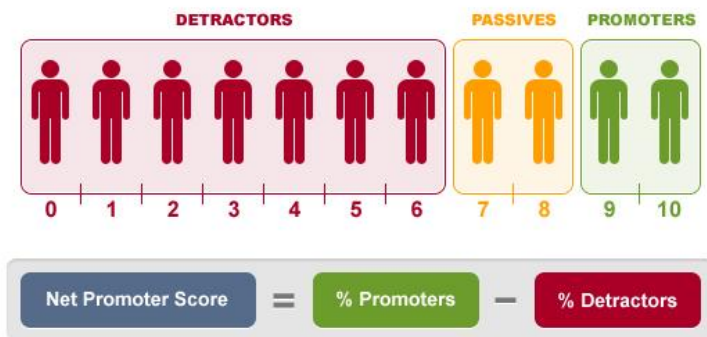 DETRACTORS PASSIVES PROMOTERS
0 1 2 3 4 5 6 7 8 9 10
Net Promoter Score = % Promoters − % Detractors